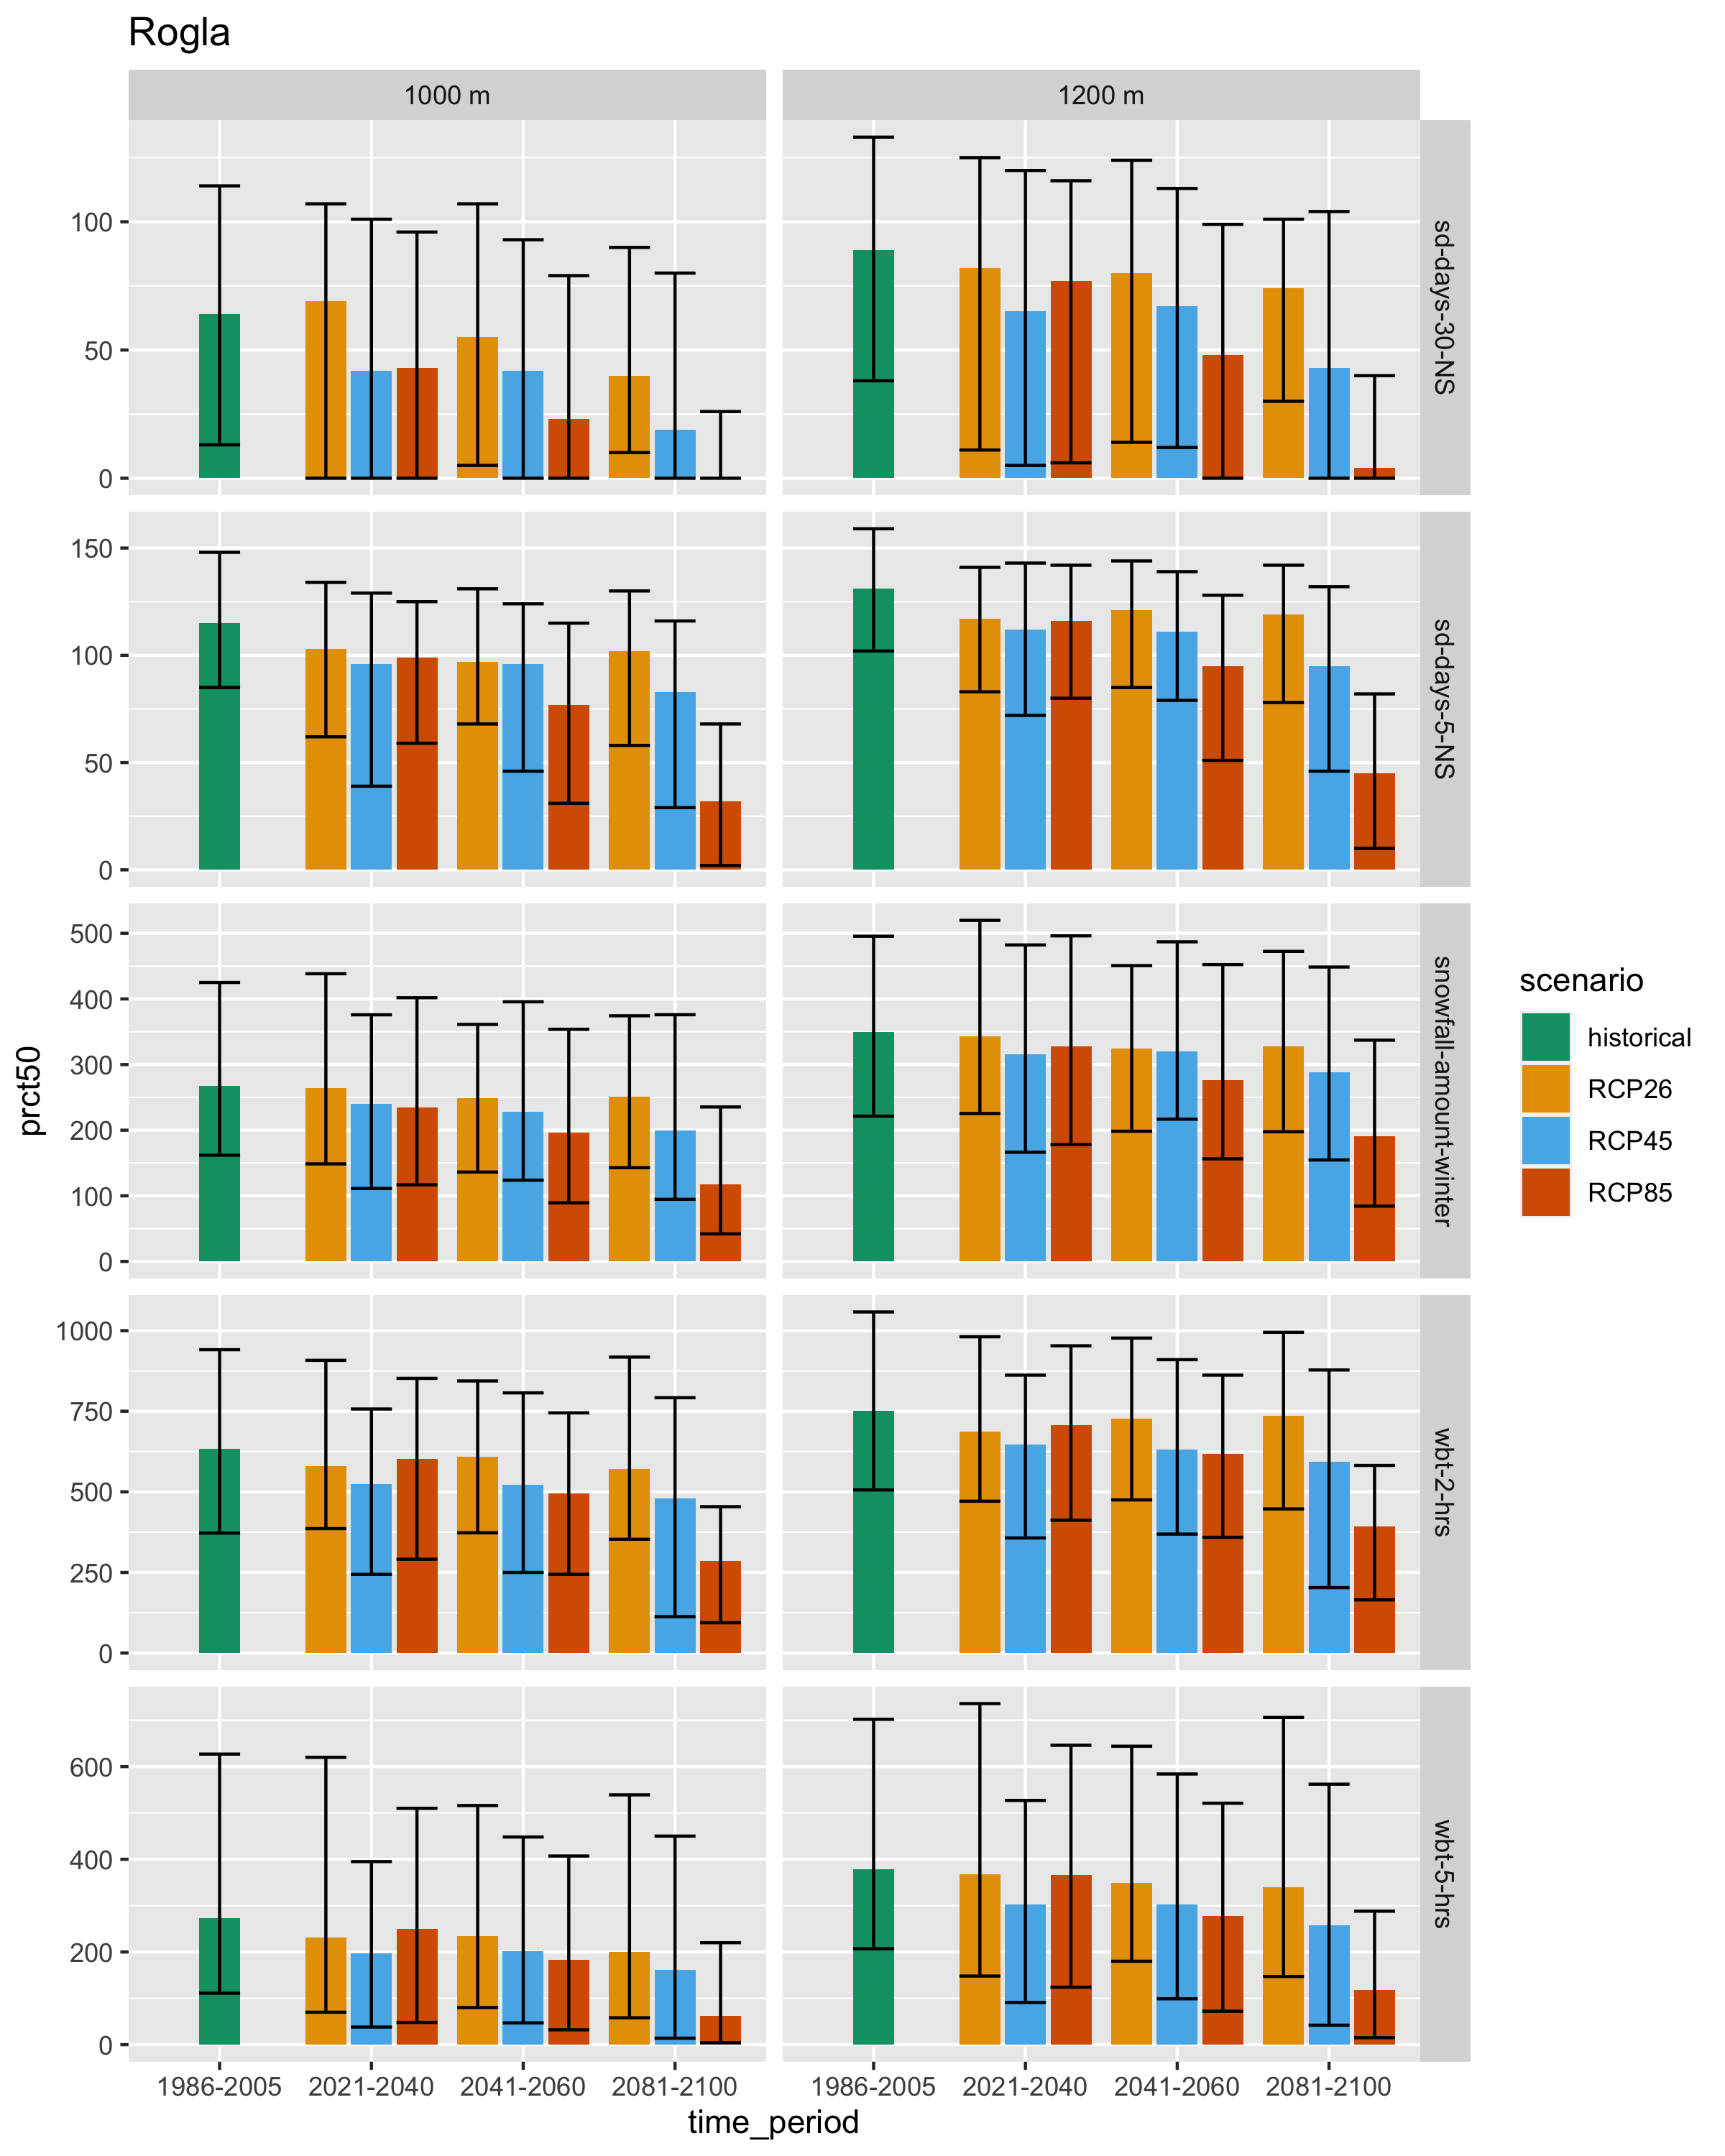 Rogla
1000 m
1200 m
100
50
0
sd-days-30-NS
150
100
50
0
sd-days-5-NS
500
400
300
200
100
0
snowfall-amount-winter
1000
750
500
250
0
wbt-2-hrs
600
400
200
0
wbt-5-hrs
1986-2005 2021-2040 2041-2060 2081-2100
1986-2005 2021-2040 2041-2060 2081-2100
time_period
prct50
scenario
historical
RCP26
RCP45
RCP85